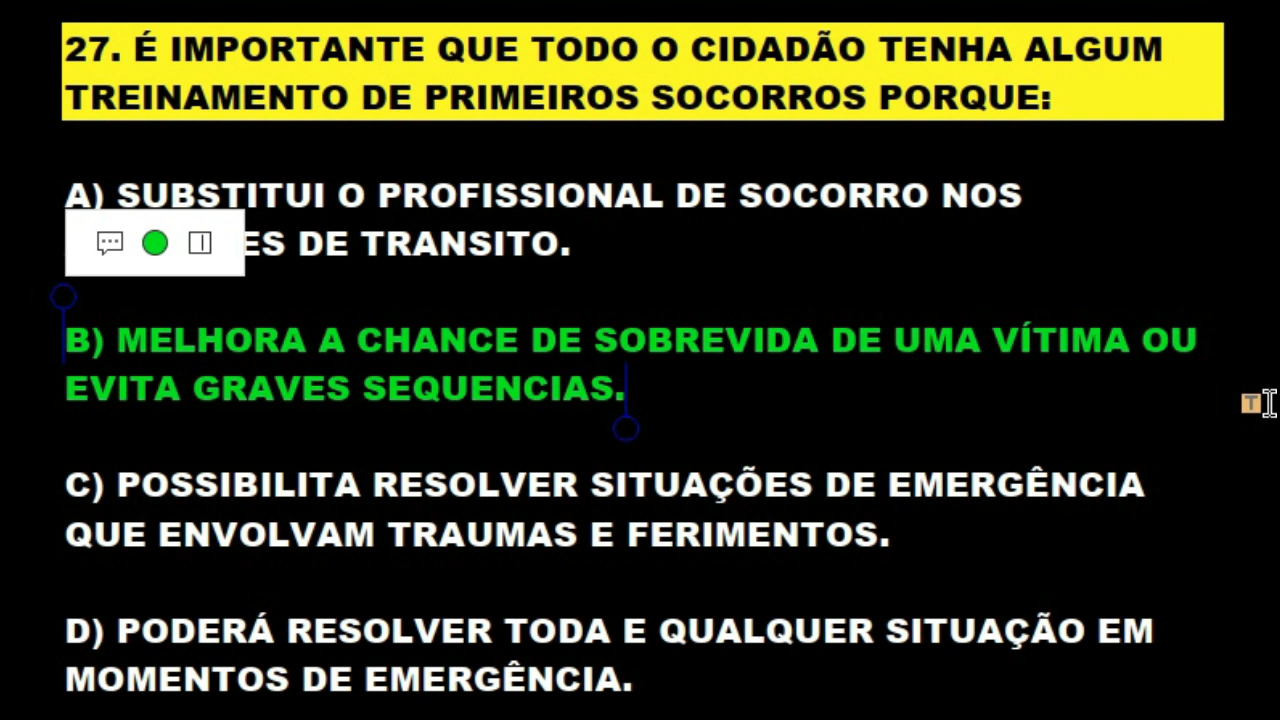 27. É IMPORTANTE QUE TODO O CIDADÃO TENHA ALGUM
TREINAMENTO DE PRIMEIROS SOCORROS PORQUE:
A) SUBSTITUI O PROFISSIONAL DE SOCORRO NOS
ES DE TRANSITO.
B) MELHORA A CHANCE DE SOBREVIDA DE UMA VÍTIMA OU
EVITA GRAVES SEQUENCIAS.
T
C) POSSIBILITA RESOLVER SITUAÇÕES DE EMERGÊNCIA
QUE ENVOLVAM TRAUMAS E FERIMENTOS.
D) PODERÁ RESOLVER TODA E QUALQUER SITUAÇÃO EM
MOMENTOS DE EMERGÊNCIA.